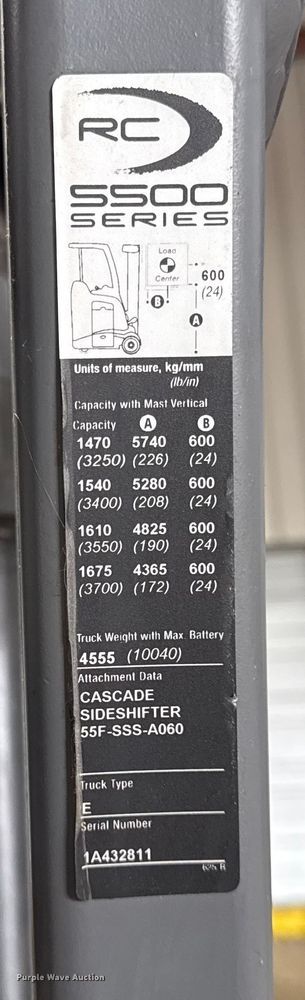 RC
5500
SERIES
Load
Center
600
(24)
B
A
Units of measure, kg/mm
(lb/in)
Capacity with Mast Vertical
Capacity A B
1470 5740 600
(3250) (226) (24)
1540 5280 600
(3400) (208) (24)
1610 4825 600
(3550) (190) (24)
1675 4365 600
(3700) (172) (24)
Truck Weight with Max. Battery
4555 (10040)
Attachment Data
CASCADE
SIDESHIFTER
55F-SSS-A060
Truck Type
E
Serial Number
1A432811
Purple Wave Auction